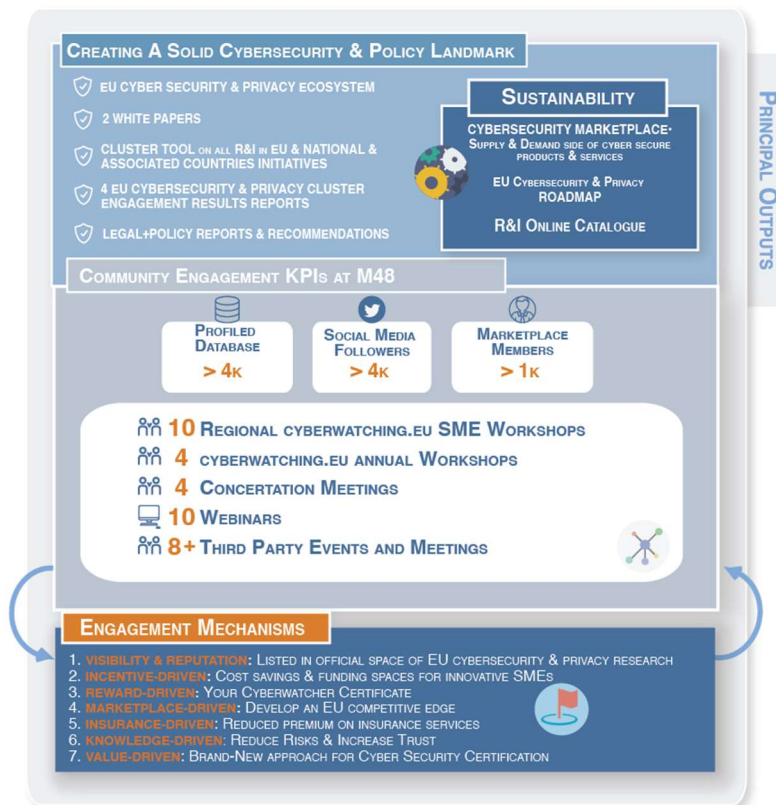 Creating A Solid Cybersecurity & Policy Landmark
EU Cyber Security & Privacy Ecosystem
2 White Papers
Cluster Tool on all R&I in EU & National &
Associated Countries Initiatives
4 EU Cybersecurity & Privacy Cluster
Engagement Results Reports
Legal+Policy Reports & Recommendations
Sustainability
Cybersecurity Marketplace-
Supply & Demand side of cyber secure
products & services
EU Cybersecurity & Privacy
Roadmap
R&I Online Catalogue
Principal Outputs
Community Engagement KPIs at M48
Profiled
Database
> 4k
Social Media
Followers
> 4k
Marketplace
Members
> 1k
10 Regional cyberwatching.eu SME Workshops
4 cyberwatching.eu annual Workshops
4 Concertation Meetings
10 Webinars
8+ Third Party Events and Meetings
Engagement Mechanisms
1. Visibility & Reputation: Listed in official space of EU cybersecurity & privacy research
2. Incentive-driven: Cost savings & funding spaces for innovative SMEs
3. Reward-driven: Your Cyberwatcher Certificate
4. Marketplace-driven: Develop an EU competitive edge
5. Insurance-driven: Reduced premium on insurance services
6. Knowledge-driven: Reduce Risks & Increase Trust
7. Value-driven: Brand-New approach for Cyber Security Certification